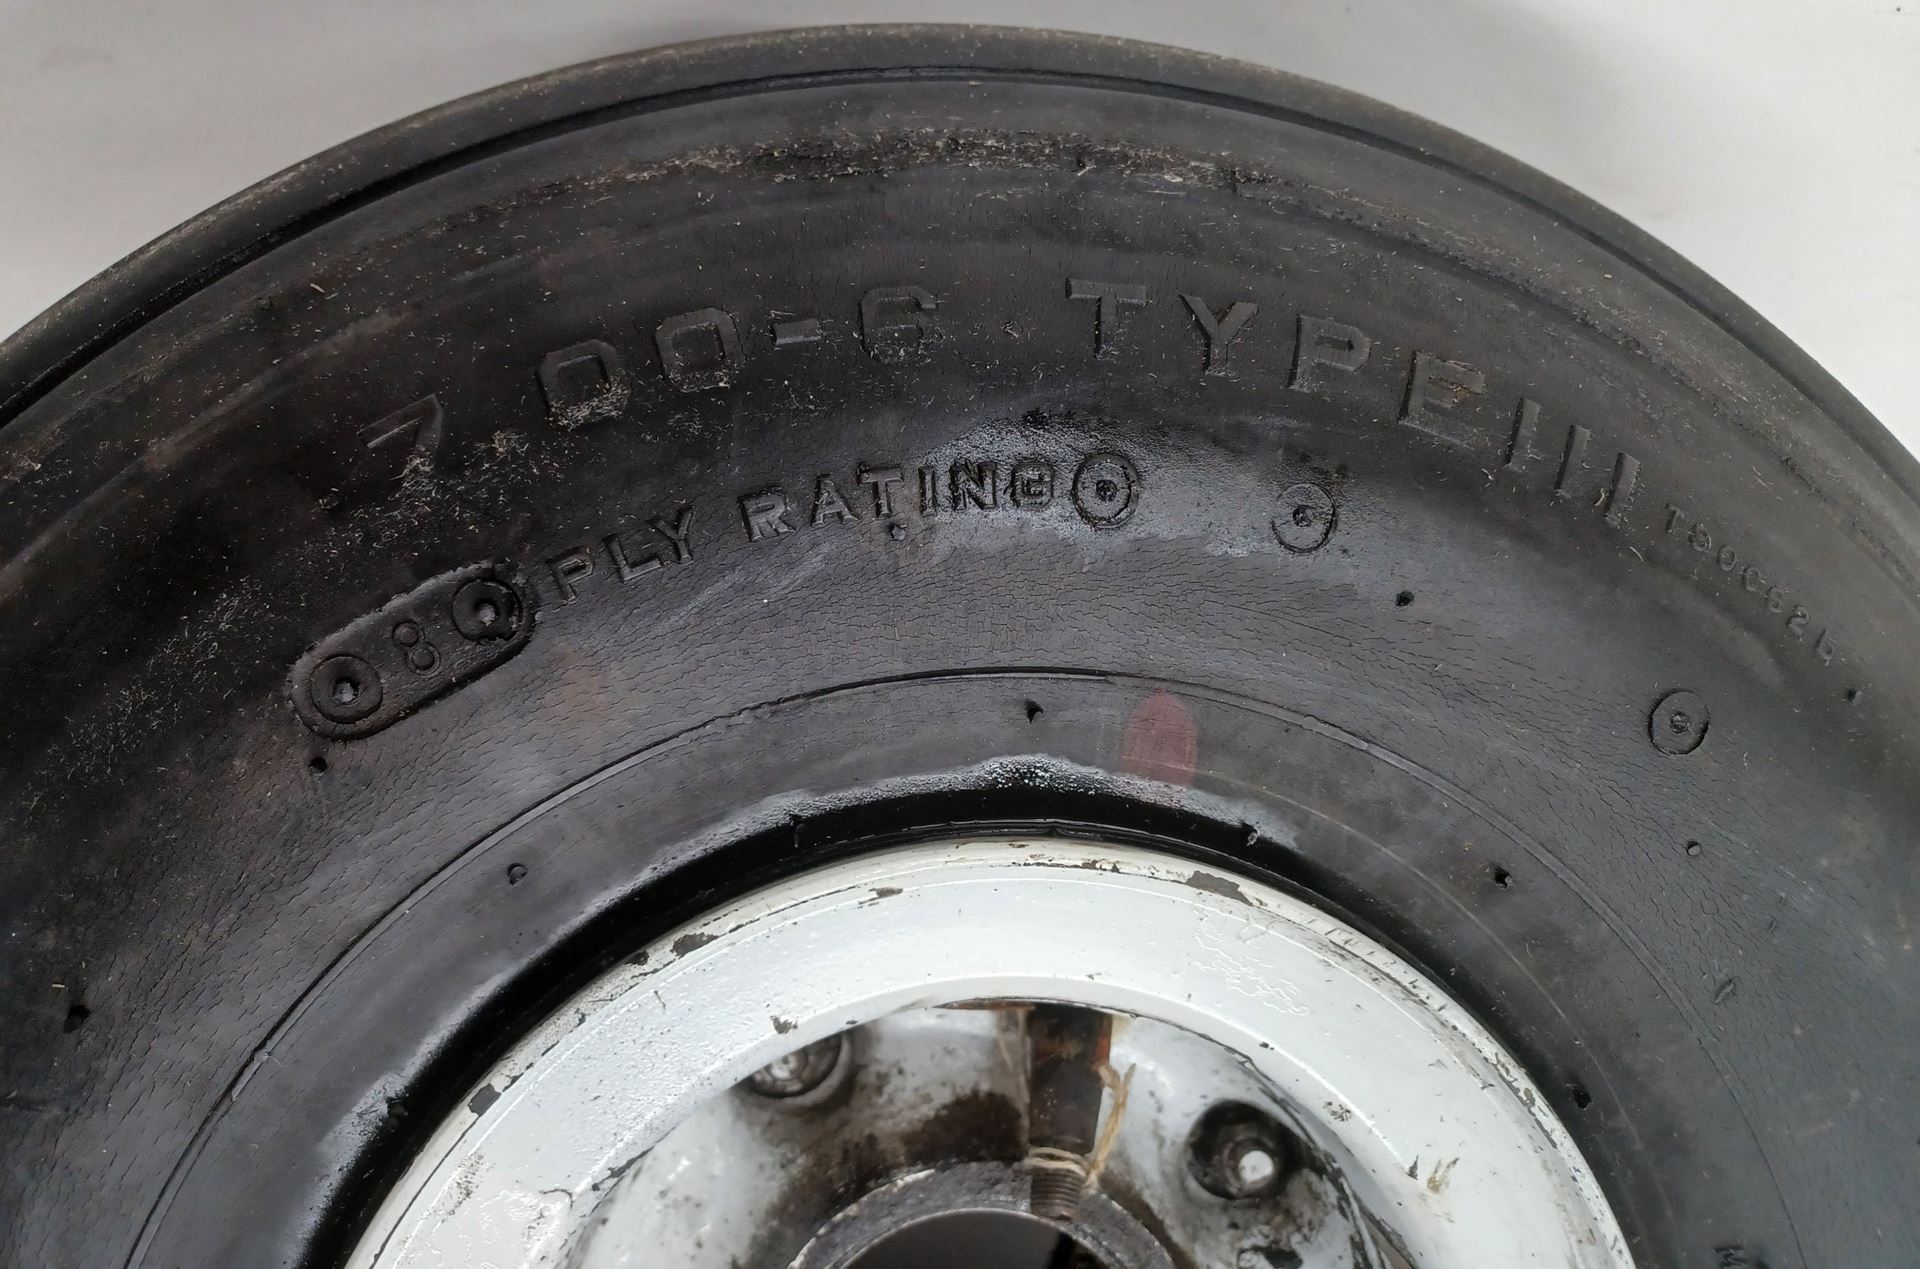 7 00-6 TYPE III
8 PLY RATING